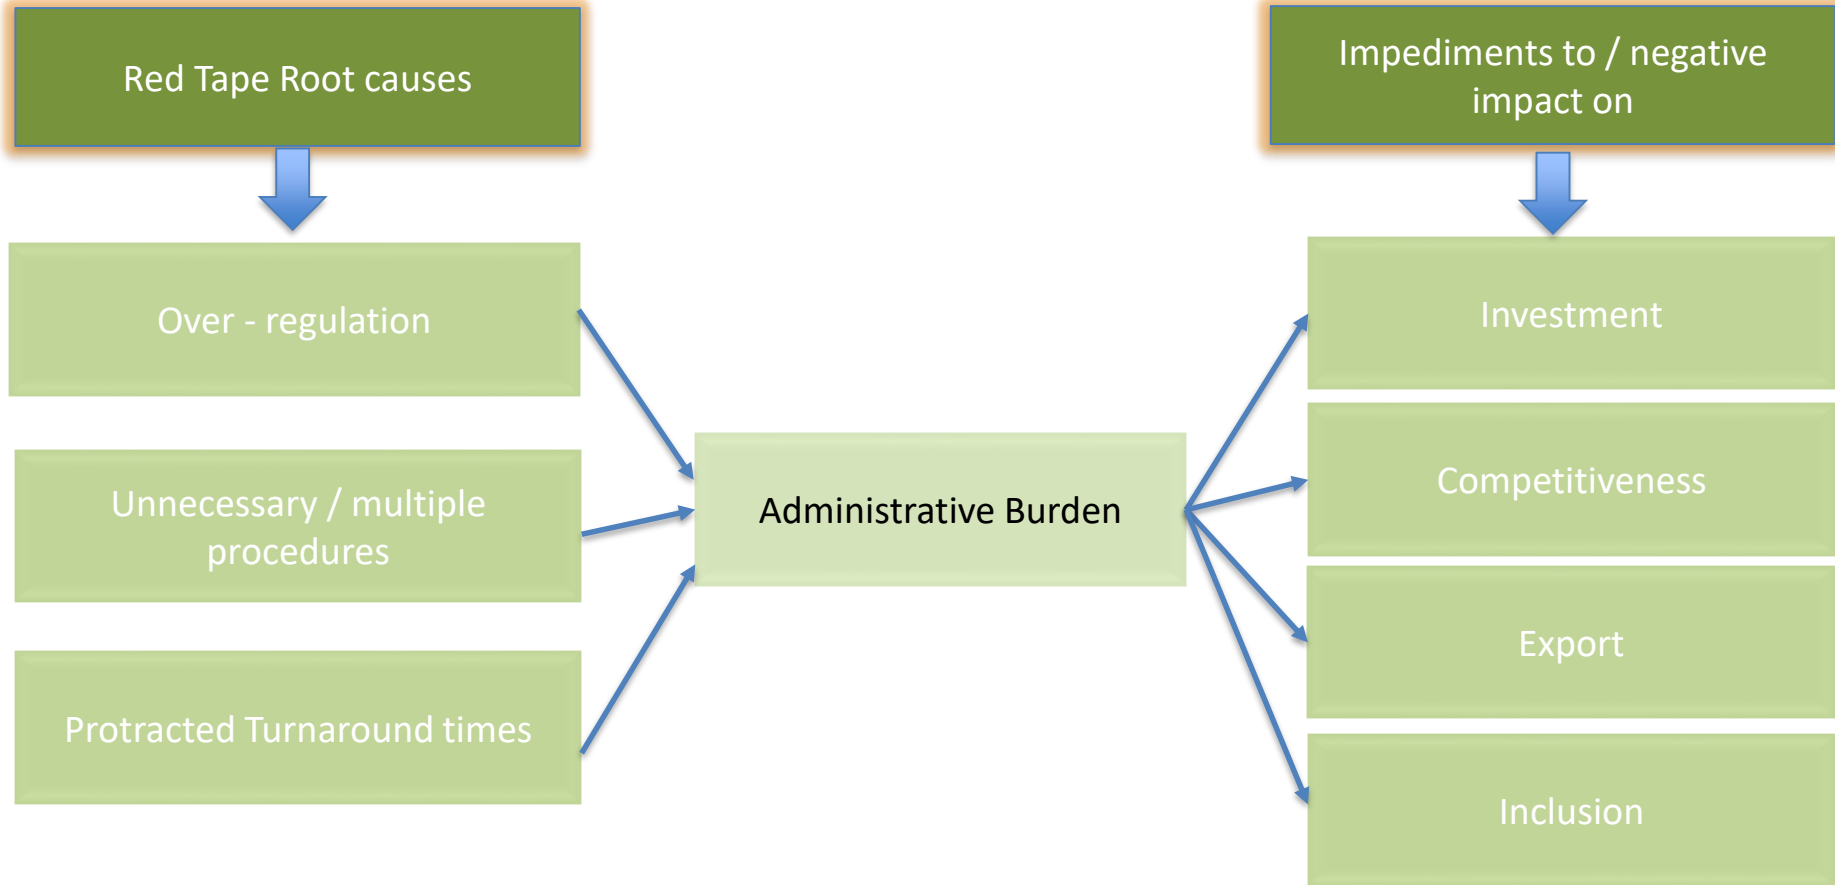 Red Tape Root causes
Impediments to / negative
impact on
Over - regulation
Unnecessary / multiple
procedures
Protracted Turnaround times
Administrative Burden
Investment
Competitiveness
Export
Inclusion